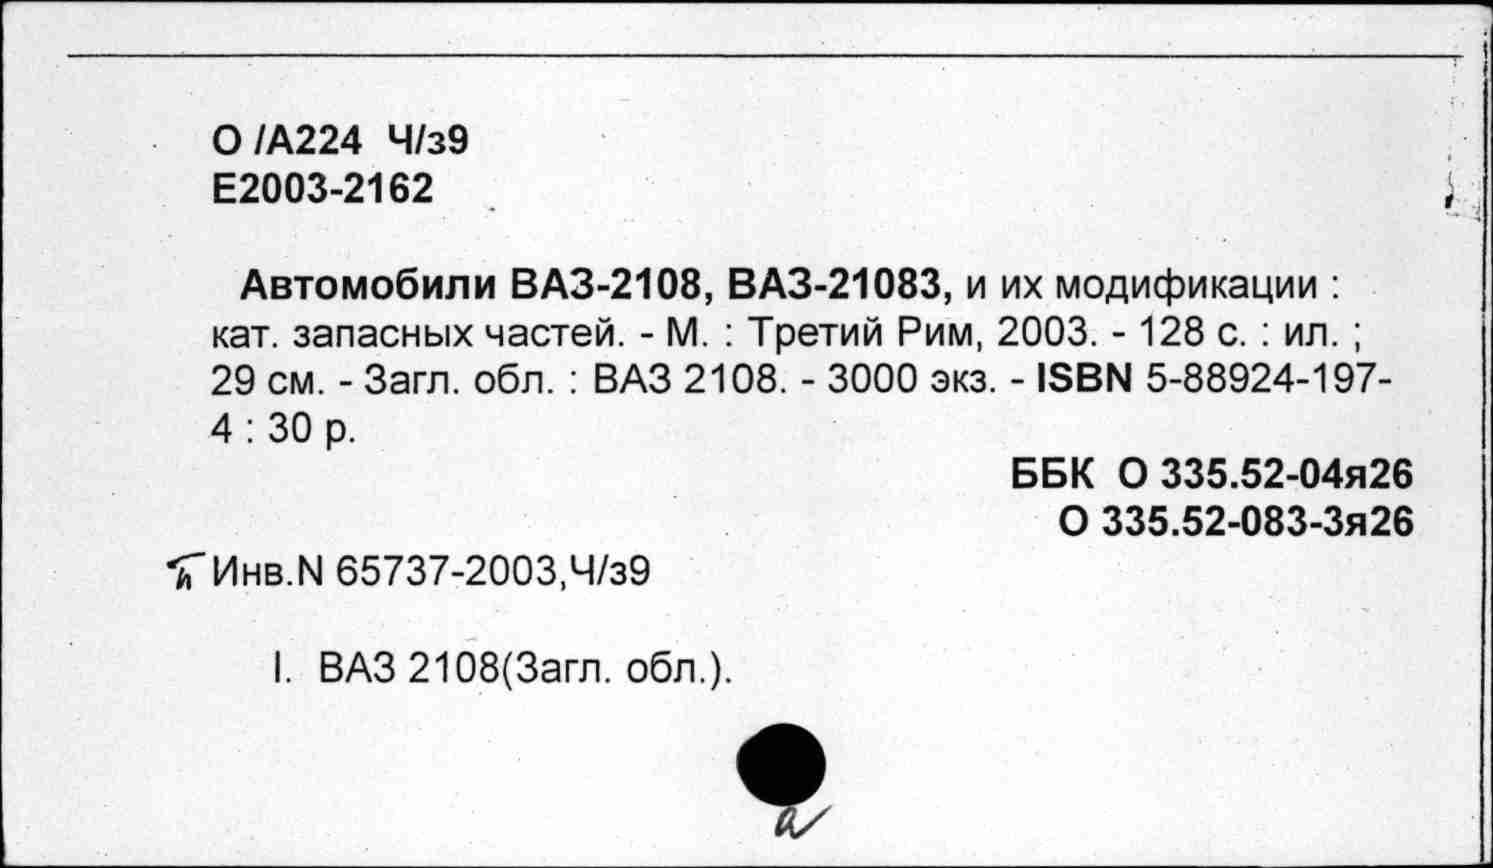 О /А224 Ч/з9
Е2003-2162
Автомобили ВАЗ-2108, ВАЗ-21083, и их модификации :
кат. запасных частей. - М. : Третий Рим, 2003. - 128 с. : ил. ;
29 см. - Загл. обл. : ВАЗ 2108. - 3000 экз. - ISBN 5-88924-197-
4 : 30 р.
ББК О 335.52-04я26
О 335.52-083-3я26
Инв.N 65737-2003,Ч/з9
I. ВАЗ 2108(Загл. обл.).